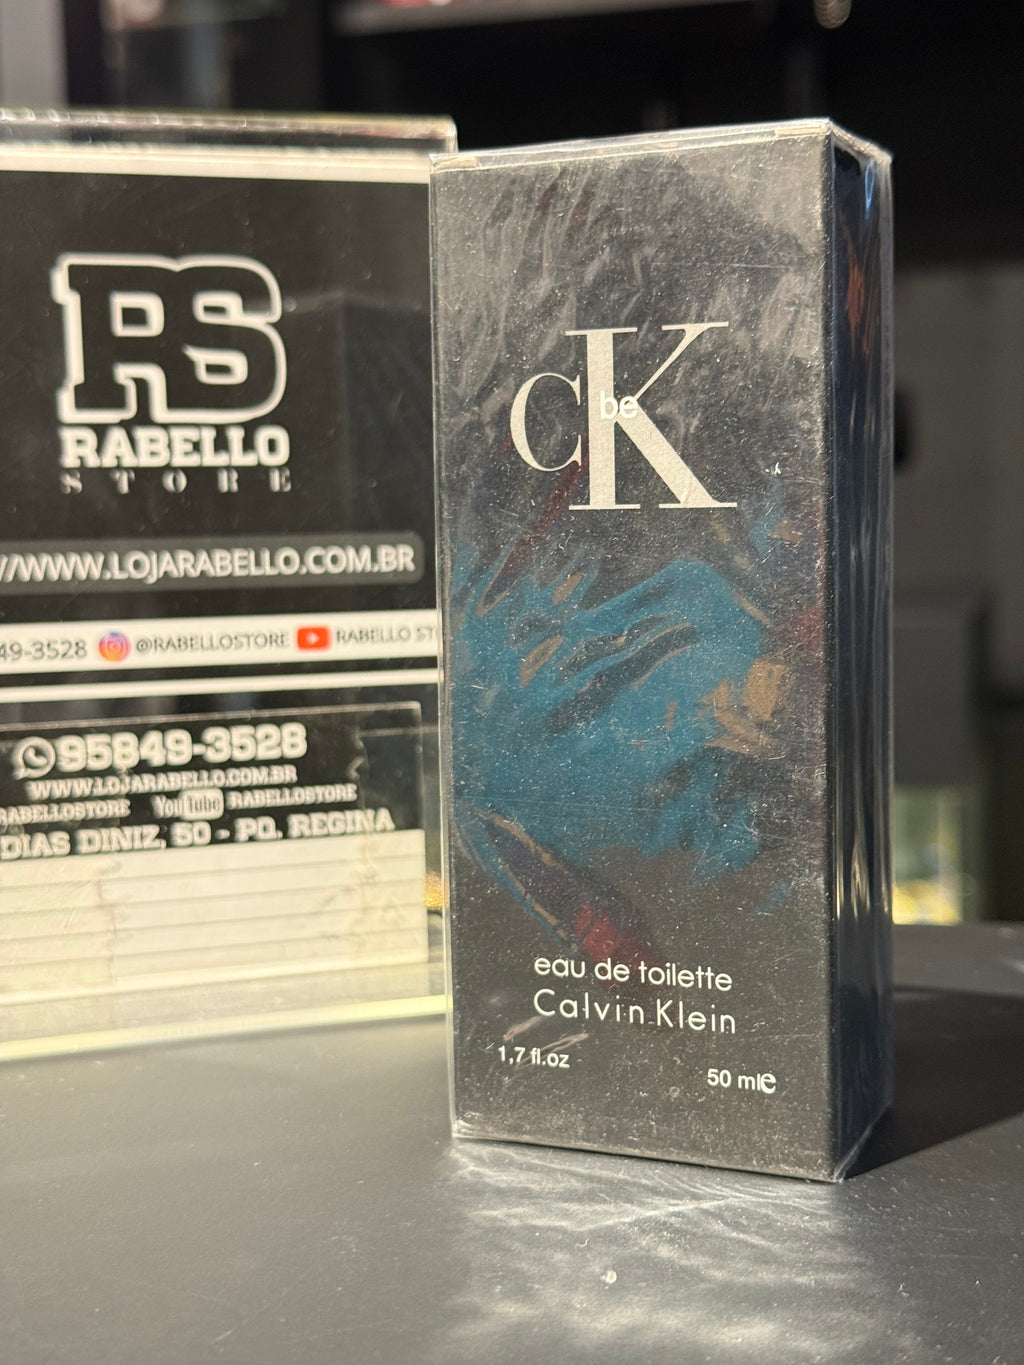 RS
RABELLO
STORE
//WWW.LOJARABELLO.COM.BR
49-3528 @RABELLOSTORE RABELLO ST
95849-3528
WWW.LOJARABELLO.COM.BR
RABELLOSTORE YouTube RABELLOSTORE
DIAS DINIZ, 50 - PQ. REGINA
cK
be
eau de toilette
Calvin Klein
1,7 fl.oz
50 ml℮